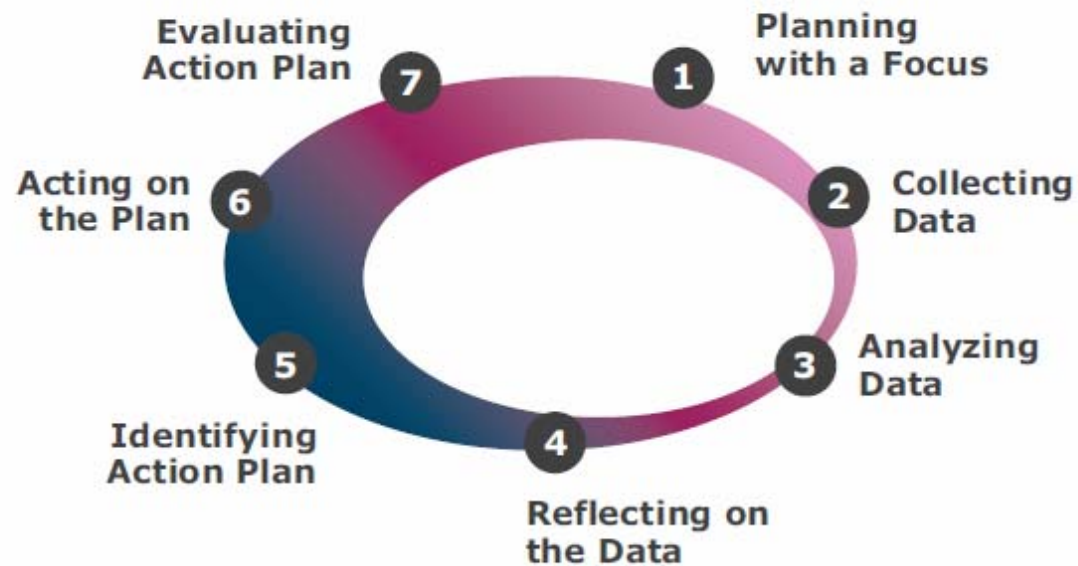 1
Planning
with a Focus
2
Collecting
Data
3
Analyzing
Data
4
Reflecting on
the Data
5
Identifying
Action Plan
6
Acting on
the Plan
7
Evaluating
Action Plan